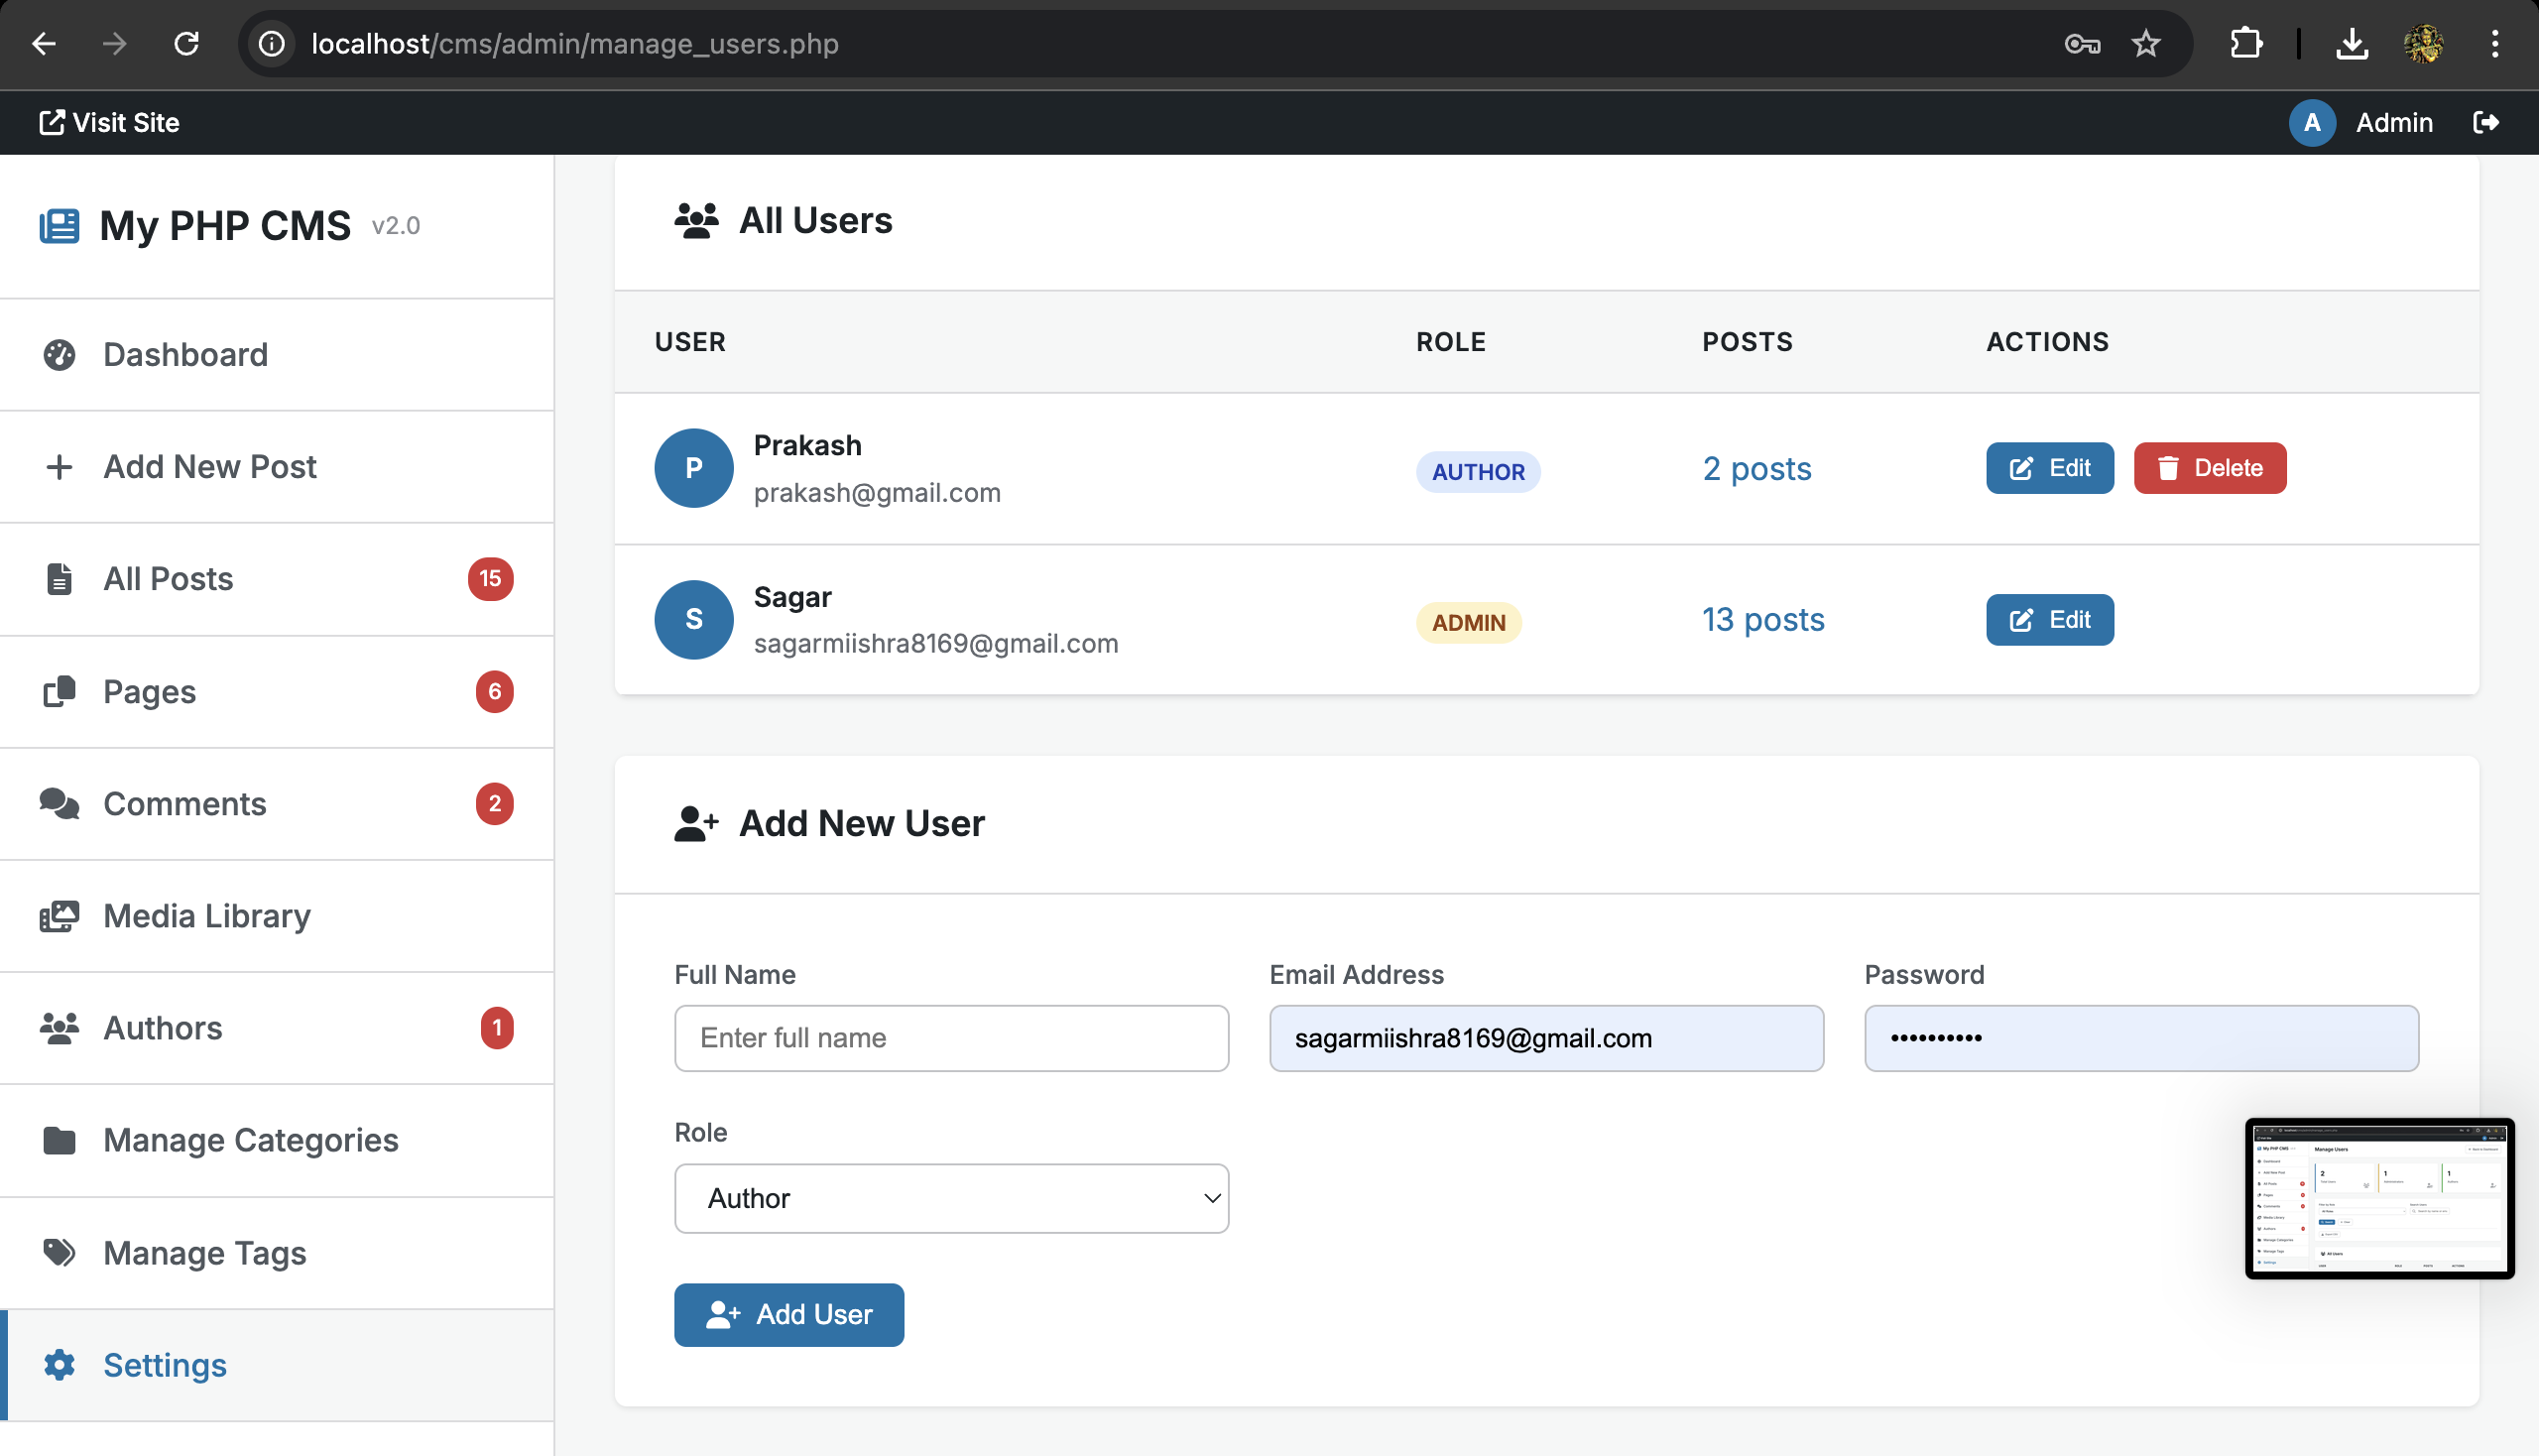 localhost/cms/admin/manage_users.php
Visit Site
A Admin
My PHP CMS v2.0
Dashboard
Add New Post
All Posts 15
Pages 6
Comments 2
Media Library
Authors 1
Manage Categories
Manage Tags
Settings
All Users
USER ROLE POSTS ACTIONS
P Prakash
prakash@gmail.com
AUTHOR 2 posts Edit Delete
S Sagar
sagarmiishra8169@gmail.com
ADMIN 13 posts Edit
Add New User
Full Name Email Address Password
Enter full name sagarmiishra8169@gmail.com ••••••••••
Role
Author
Add User
Manage Users